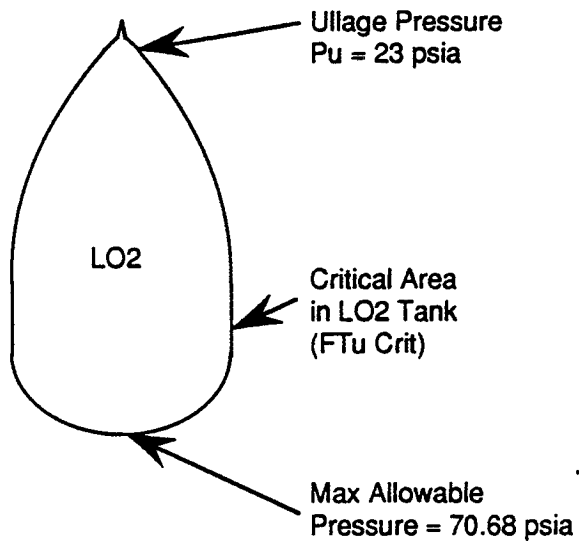 Ullage Pressure
Pu = 23 psia
LO2
Critical Area
in LO2 Tank
(FTu Crit)
Max Allowable
Pressure = 70.68 psia